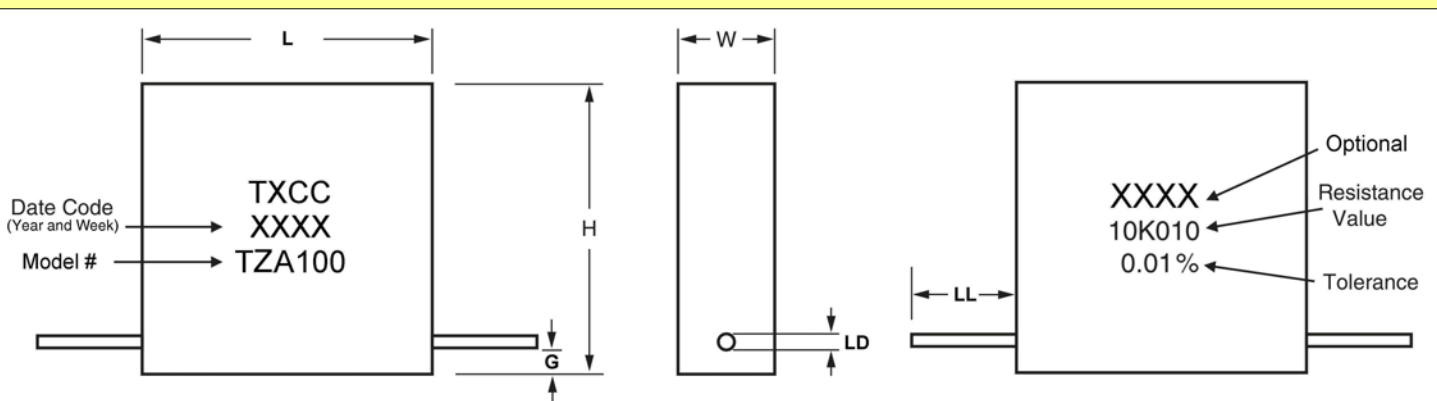 L
TXCC
XXXX
TZA100
Date Code
(Year and Week)
Model #
H
G
W
LD
XXXX
10K010
0.01%
Optional
Resistance
Value
Tolerance
LL